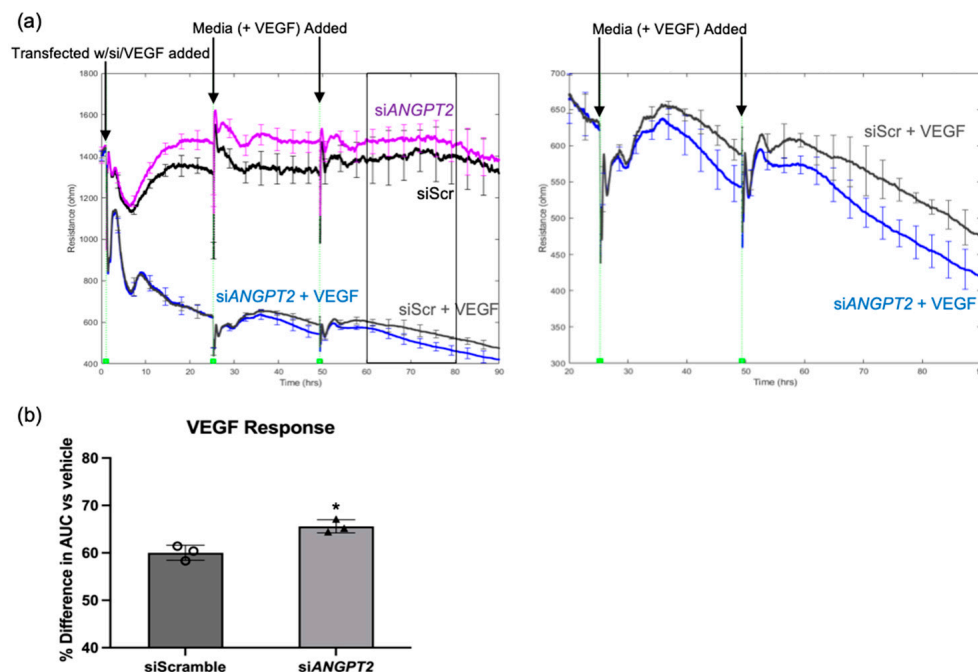 (a)
Media (+ VEGF) Added
Transfected w/si/VEGF added
Media (+ VEGF) Added
1800
1600
1400
1200
1000
800
600
400
Resistance (ohm)
siANGPT2
siScr
siANGPT2 + VEGF
siScr + VEGF
0 10 20 30 40 50 60 70 80 90
Time (hrs)
700
650
600
550
500
450
400
350
Resistance (ohm)
siScr + VEGF
siANGPT2 + VEGF
20 30 40 50 60 70 80 90
Time (hrs)
(b)
VEGF Response
% Difference in AUC vs vehicle
80
70
60
50
40
*
siScramble siANGPT2